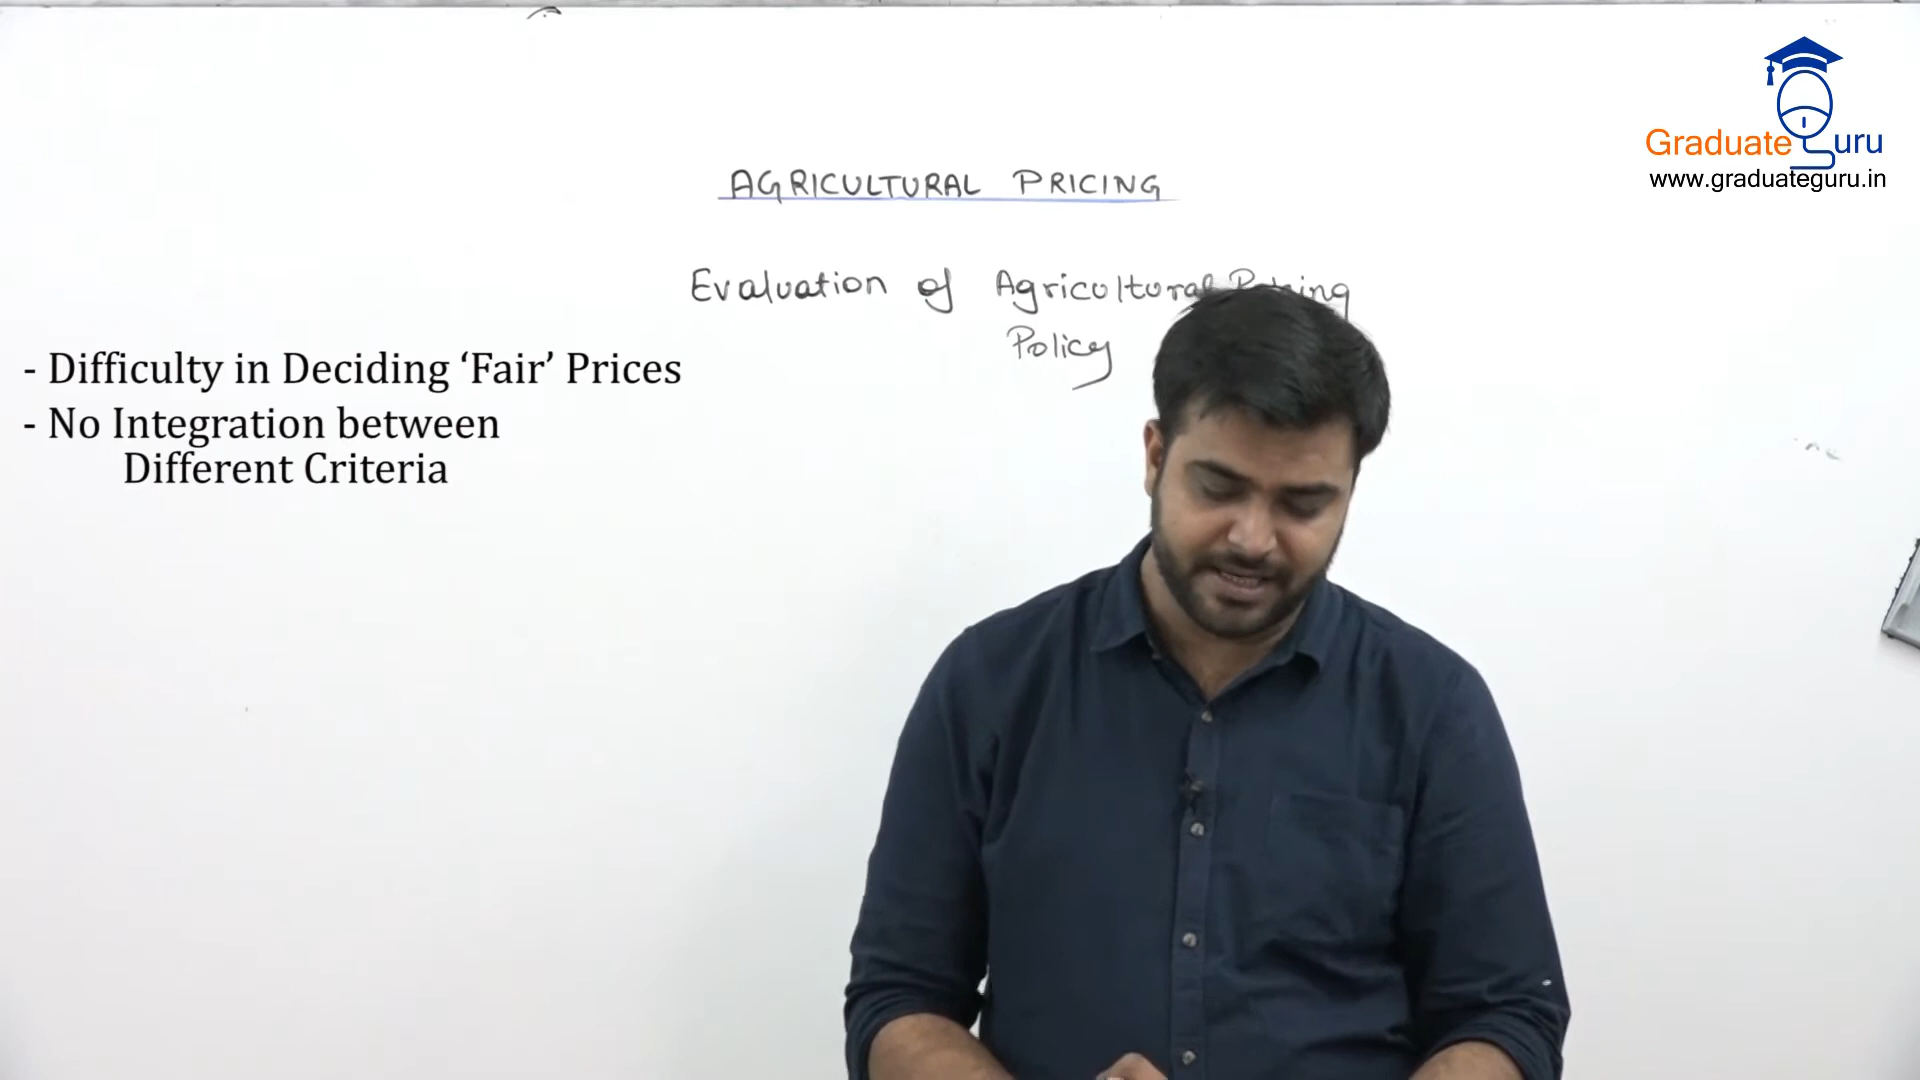 Graduate Guru
www.graduateguru.in
AGRICULTURAL PRICING
Evaluation of Agricultural Pricing
Policy
- Difficulty in Deciding ‘Fair’ Prices
- No Integration between
Different Criteria